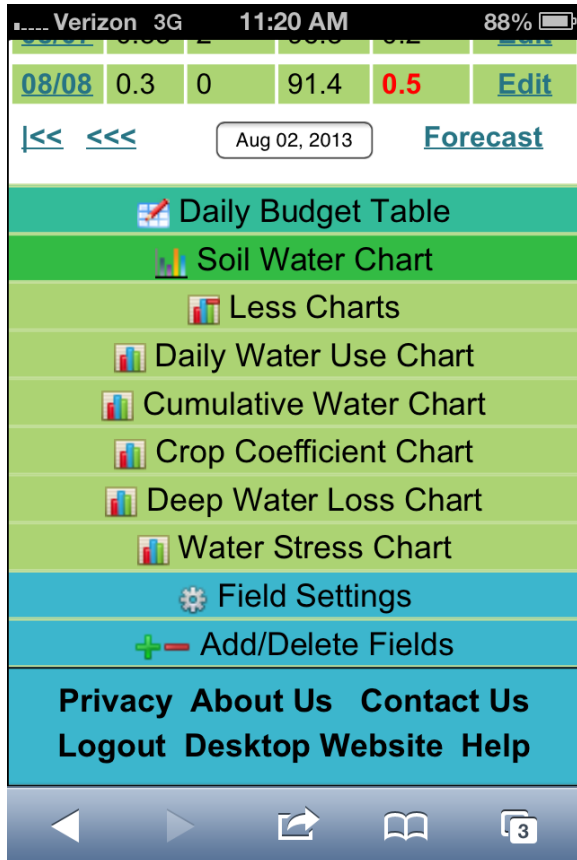 Verizon 3G 11:20 AM 88%
08/08 0.3 0 91.4 0.5 Edit
|<< <<< Aug 02, 2013 Forecast
Daily Budget Table
Soil Water Chart
Less Charts
Daily Water Use Chart
Cumulative Water Chart
Crop Coefficient Chart
Deep Water Loss Chart
Water Stress Chart
Field Settings
Add/Delete Fields
Privacy About Us Contact Us
Logout Desktop Website Help
3